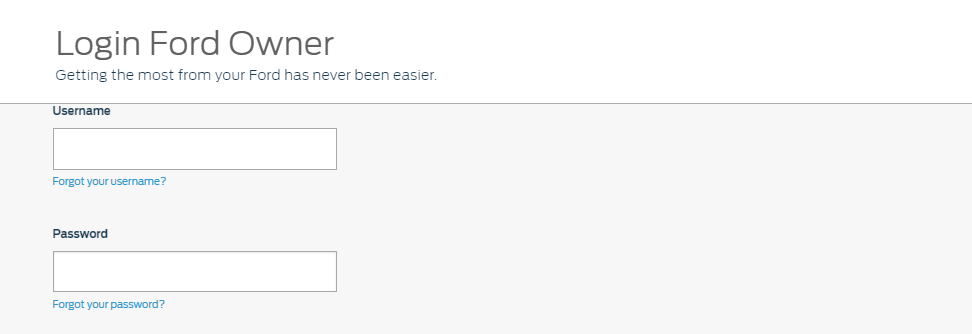 Login Ford Owner
Getting the most from your Ford has never been easier.
Username
Forgot your username?
Password
Forgot your password?